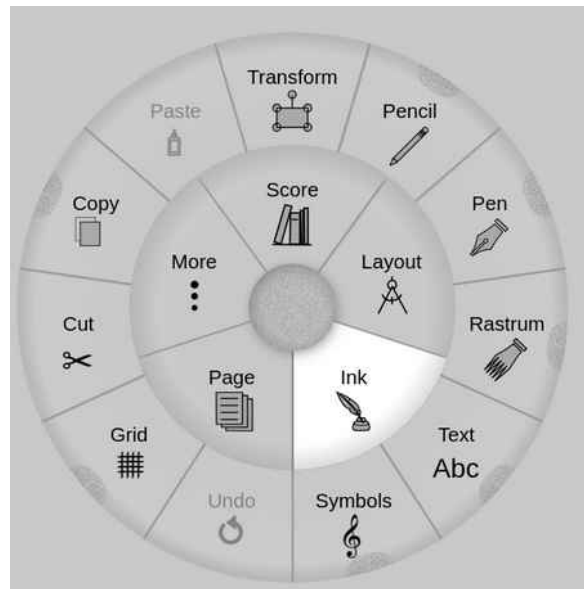 Transform
Paste
Pencil
Score
Copy
Pen
More
Layout
Cut
Rastrum
Page
Ink
Grid
Text
Abc
Undo
Symbols